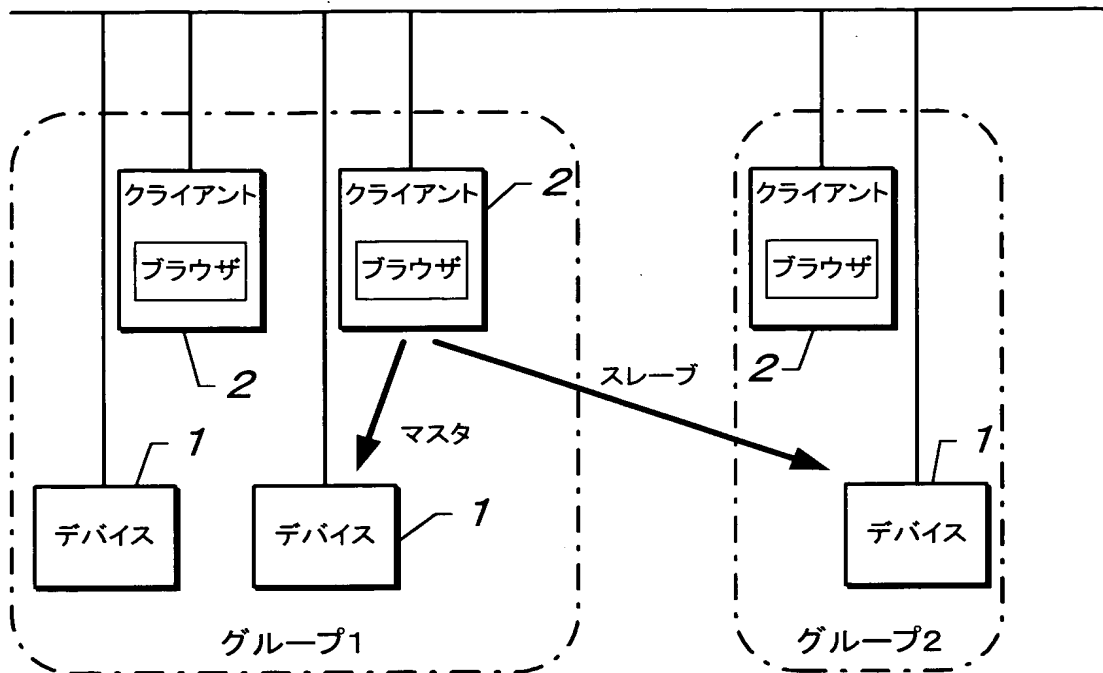 クライアント
ブラウザ
2
クライアント
ブラウザ
2
クライアント
ブラウザ
2
マスタ
スレーブ
デバイス
1
デバイス
1
デバイス
1
グループ1
グループ2